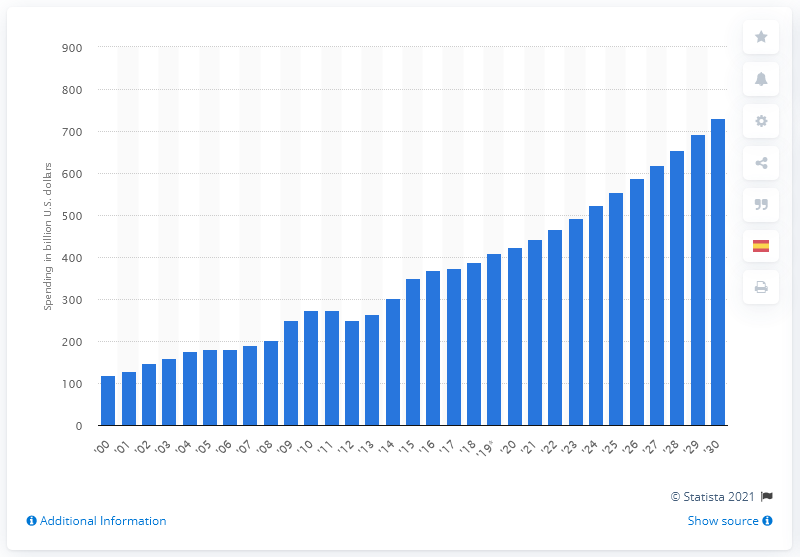 900
800
700
600
500
400
300
200
100
0
Spending in billion U.S. dollars
'00 '01 '02 '03 '04 '05 '06 '07 '08 '09 '10 '11 '12 '13 '14 '15 '16 '17 '18 '19* '20 '21 '22 '23 '24 '25 '26 '27 '28 '29 '30
© Statista 2021
Additional Information
Show source